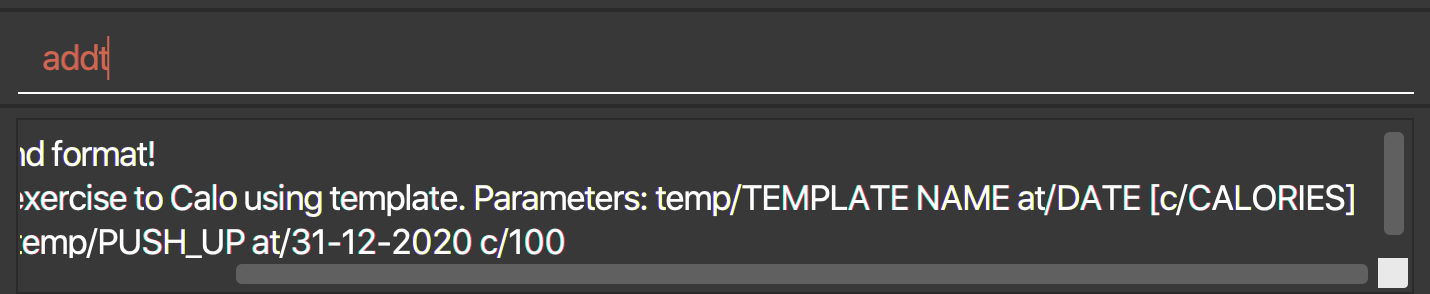 addt
nd format!
exercise to Calo using template. Parameters: temp/TEMPLATE NAME at/DATE [c/CALORIES]
temp/PUSH_UP at/31-12-2020 c/100